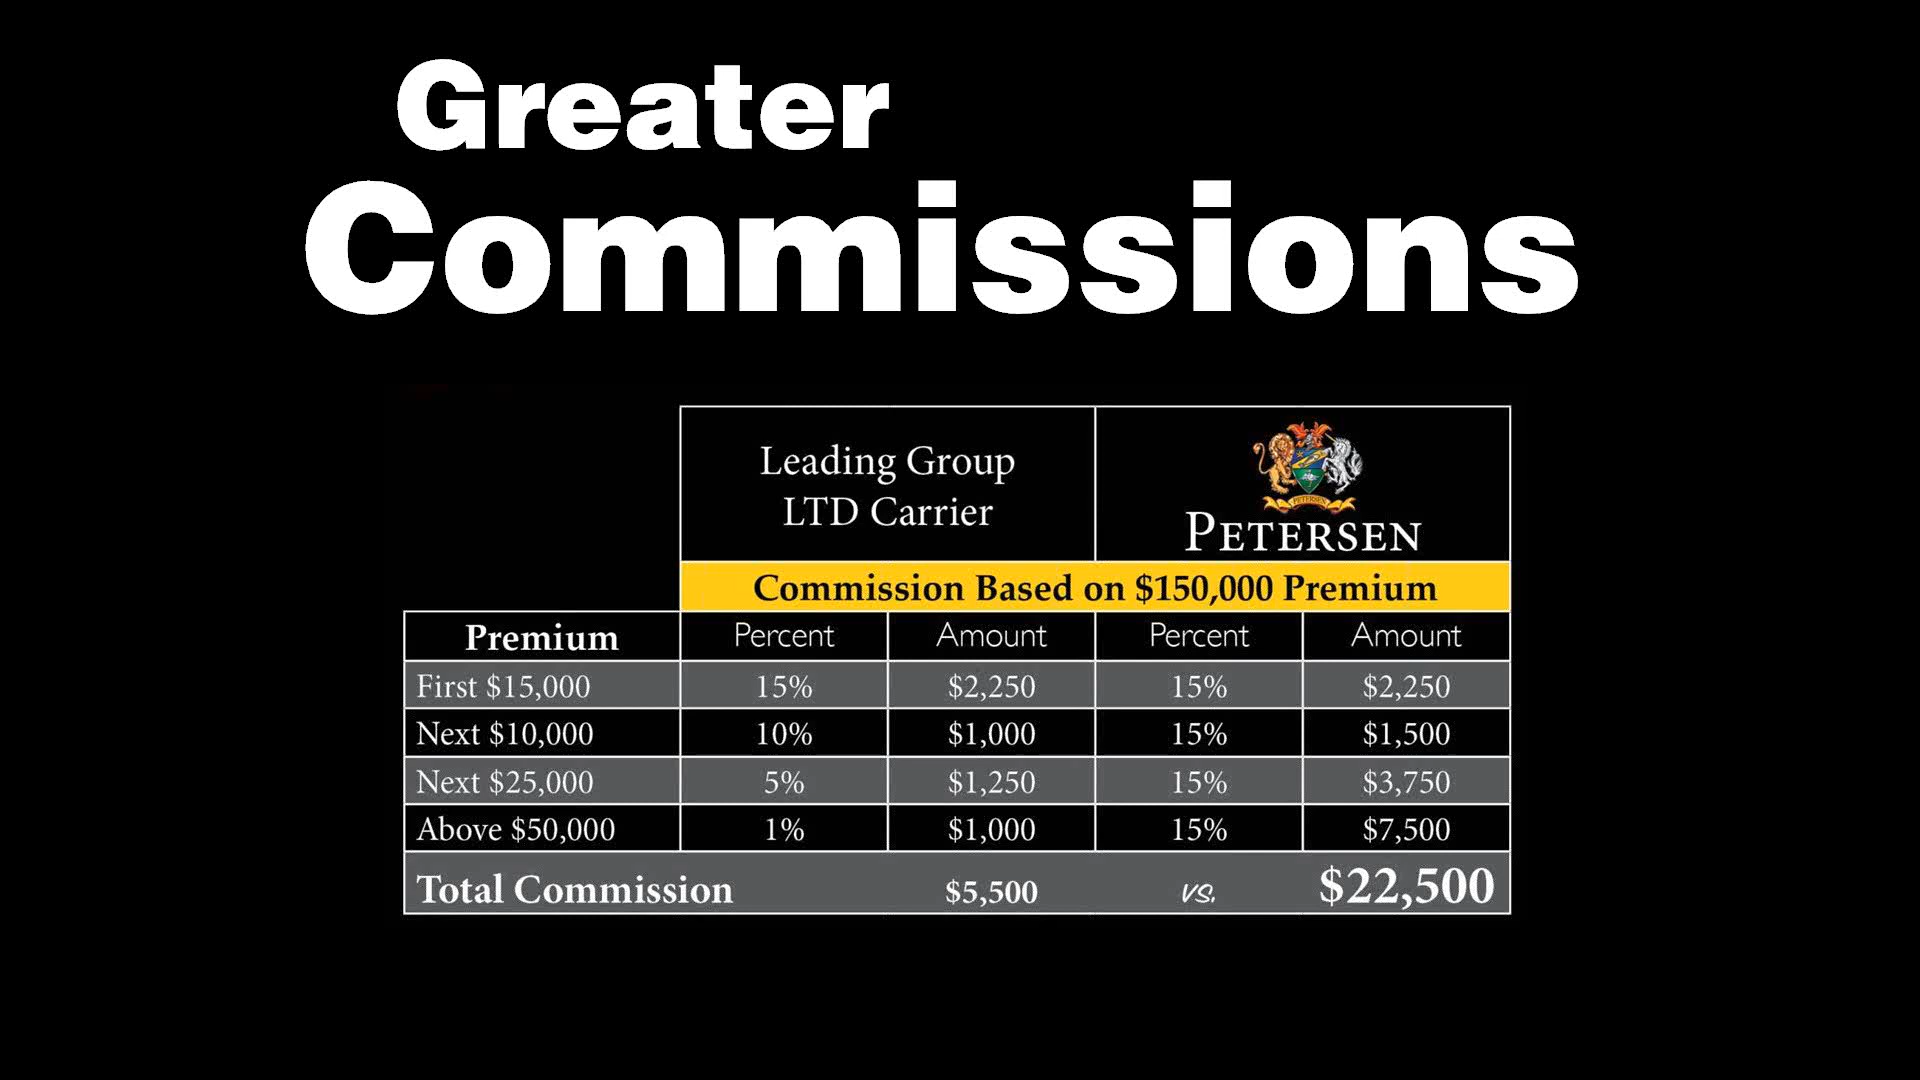 Greater
Commissions
Leading Group
LTD Carrier
PETERSEN
PETERSEN
Commission Based on $150,000 Premium
Premium Percent Amount Percent Amount
First $15,000 15% $2,250 15% $2,250
Next $10,000 10% $1,000 15% $1,500
Next $25,000 5% $1,250 15% $3,750
Above $50,000 1% $1,000 15% $7,500
Total Commission $5,500 vs. $22,500